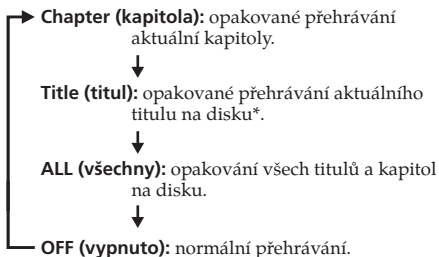 Chapter (kapitola): opakované přehrávání
aktuální kapitoly.
Title (titul): opakované přehrávání aktuálního
titulu na disku*.
ALL (všechny): opakování všech titulů a kapitol
na disku.
OFF (vypnuto): normální přehrávání.